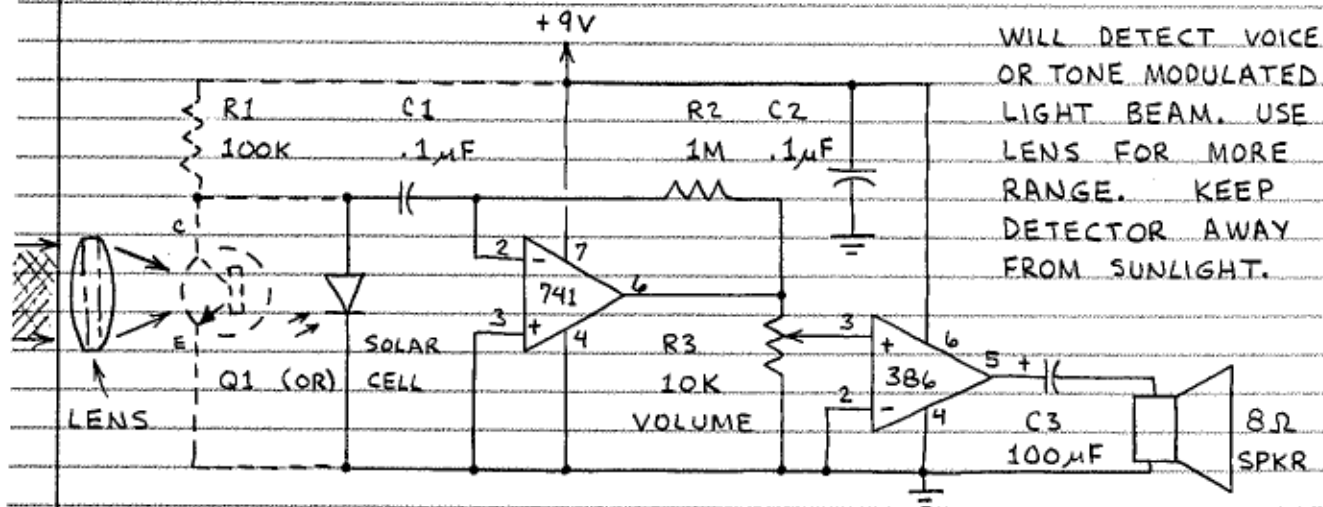 +9V
WILL DETECT VOICE
OR TONE MODULATED
LIGHT BEAM. USE
LENS FOR MORE
RANGE. KEEP
DETECTOR AWAY
FROM SUNLIGHT.
R1
100K
C1
.1µF
R2
1M
C2
.1µF
C
E
Q1 (OR)
SOLAR
CELL
LENS
2
-
7
741
6
3
+
4
R3
10K
VOLUME
3
+
6
386
5
+
2
-
4
C3
100µF
8Ω
SPKR